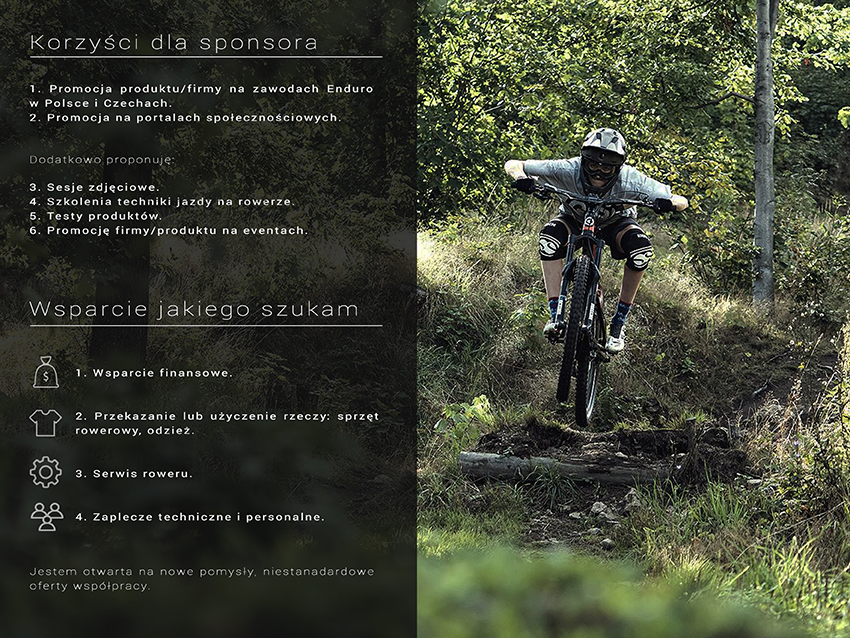 Korzyści dla sponsora
1. Promocja produktu/firmy na zawodach Enduro
w Polsce i Czechach.
2. Promocja na portalach społecznościowych.
Dodatkowo proponuję:
3. Sesje zdjęciowe.
4. Szkolenia techniki jazdy na rowerze.
5. Testy produktów.
6. Promocję firmy/produktu na eventach.
Wsparcie jakiego szukam
$
1. Wsparcie finansowe.
2. Przekazanie lub użyczenie rzeczy: sprzęt
rowerowy, odzież.
3. Serwis roweru.
4. Zaplecze techniczne i personalne.
Jestem otwarta na nowe pomysły, niestanadardowe
oferty współpracy.